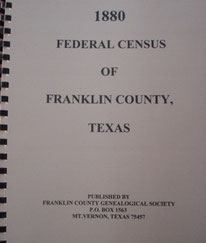 1880
FEDERAL CENSUS
OF
FRANKLIN COUNTY,
TEXAS
PUBLISHED BY
FRANKLIN COUNTY GENEALOGICAL SOCIETY
P.O. BOX 1563
MT. VERNON, TEXAS 75457